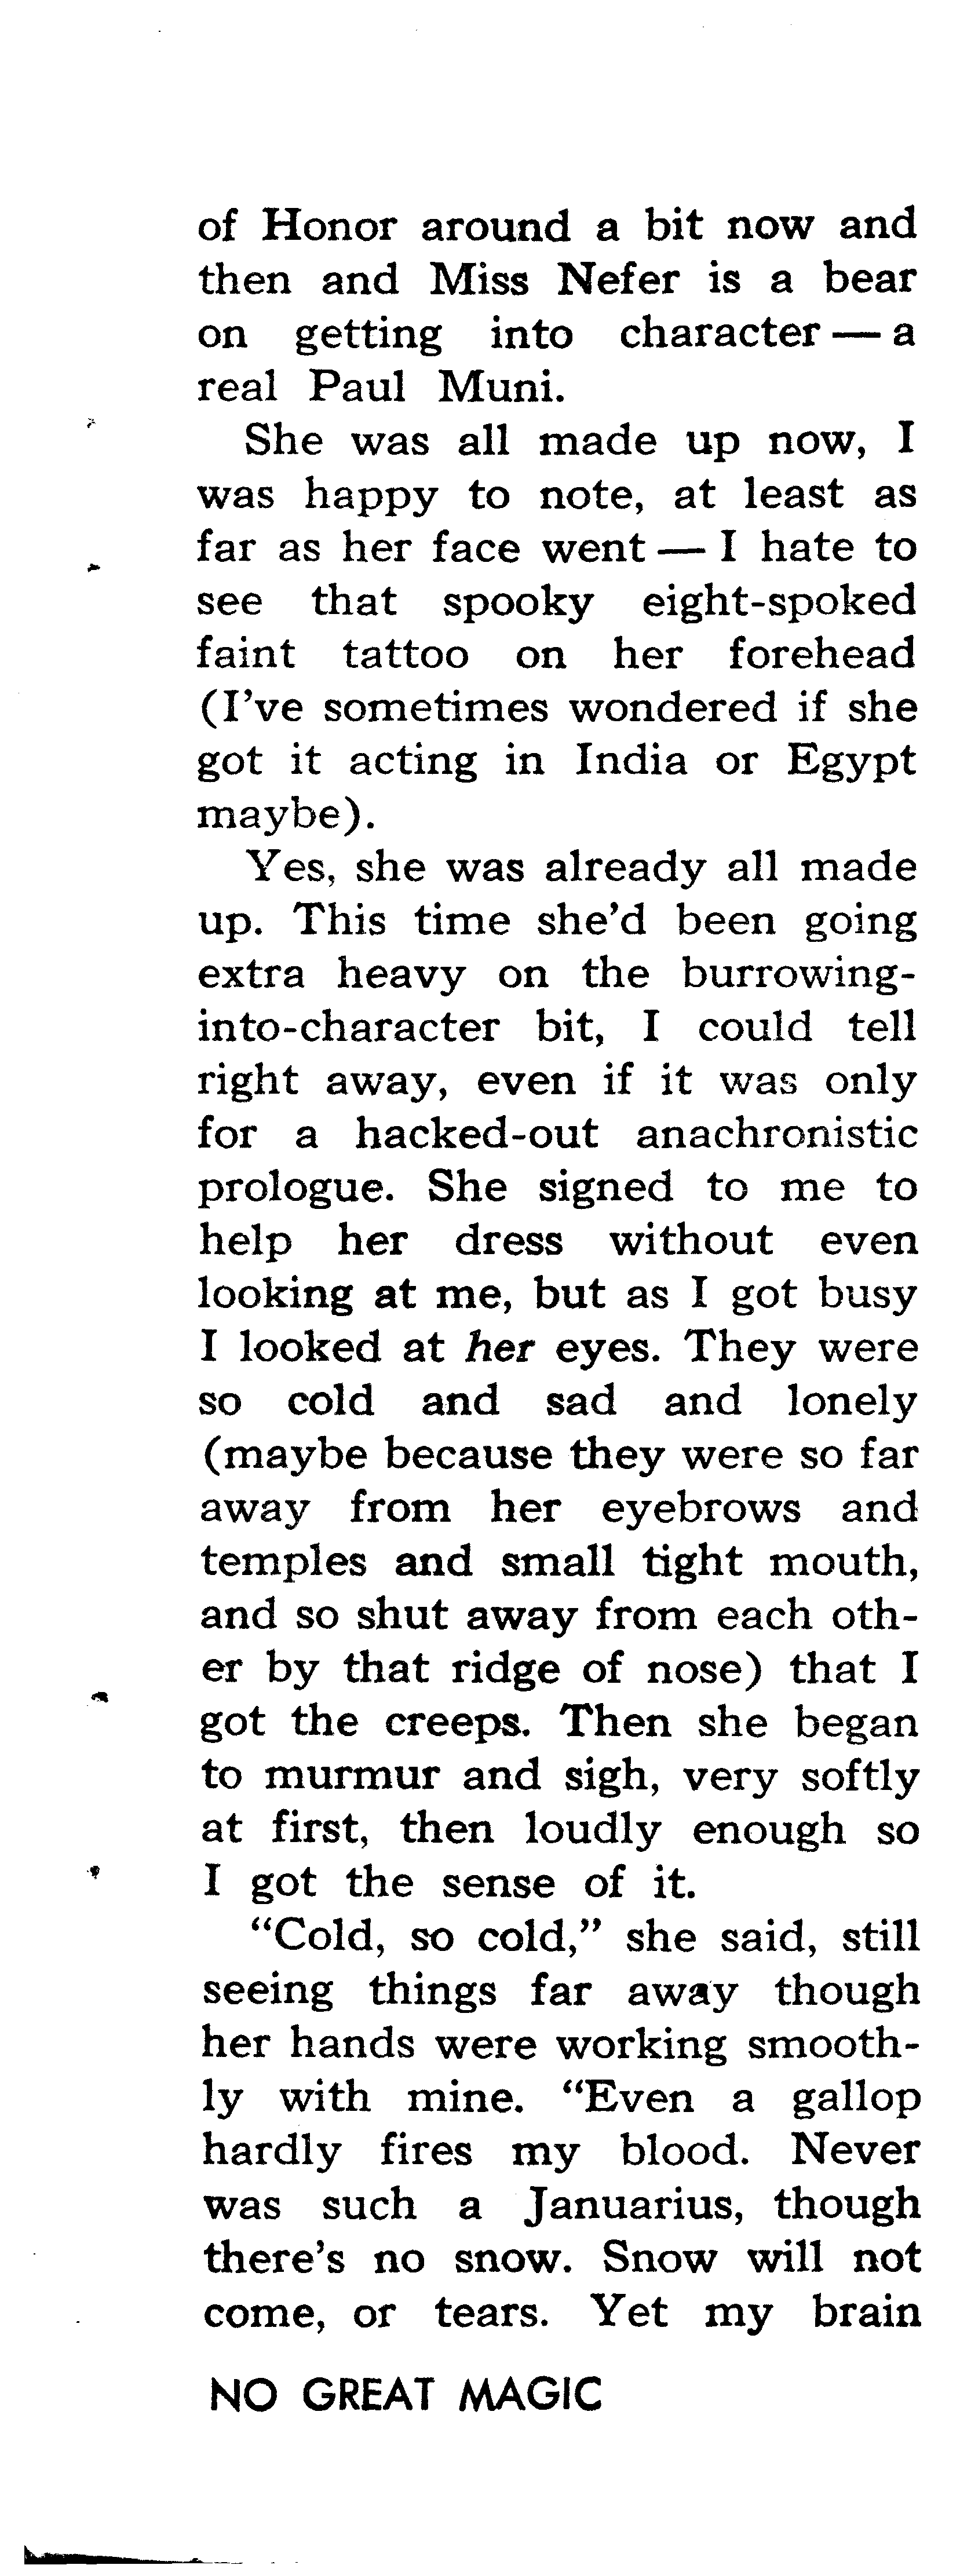 of Honor around a bit now and
then and Miss Nefer is a bear
on getting into character — a
real Paul Muni.
She was all made up now, I
was happy to note, at least as
far as her face went — I hate to
see that spooky eight-spoked
faint tattoo on her forehead
(I've sometimes wondered if she
got it acting in India or Egypt
maybe).
Yes, she was already all made
up. This time she'd been going
extra heavy on the burrowing-
into-character bit, I could tell
right away, even if it was only
for a hacked-out anachronistic
prologue. She signed to me to
help her dress without even
looking at me, but as I got busy
I looked at her eyes. They were
so cold and sad and lonely
(maybe because they were so far
away from her eyebrows and
temples and small tight mouth,
and so shut away from each oth-
er by that ridge of nose) that I
got the creeps. Then she began
to murmur and sigh, very softly
at first, then loudly enough so
I got the sense of it.
“Cold, so cold,” she said, still
seeing things far away though
her hands were working smooth-
ly with mine. “Even a gallop
hardly fires my blood. Never
was such a Januarius, though
there's no snow. Snow will not
come, or tears. Yet my brain
NO GREAT MAGIC